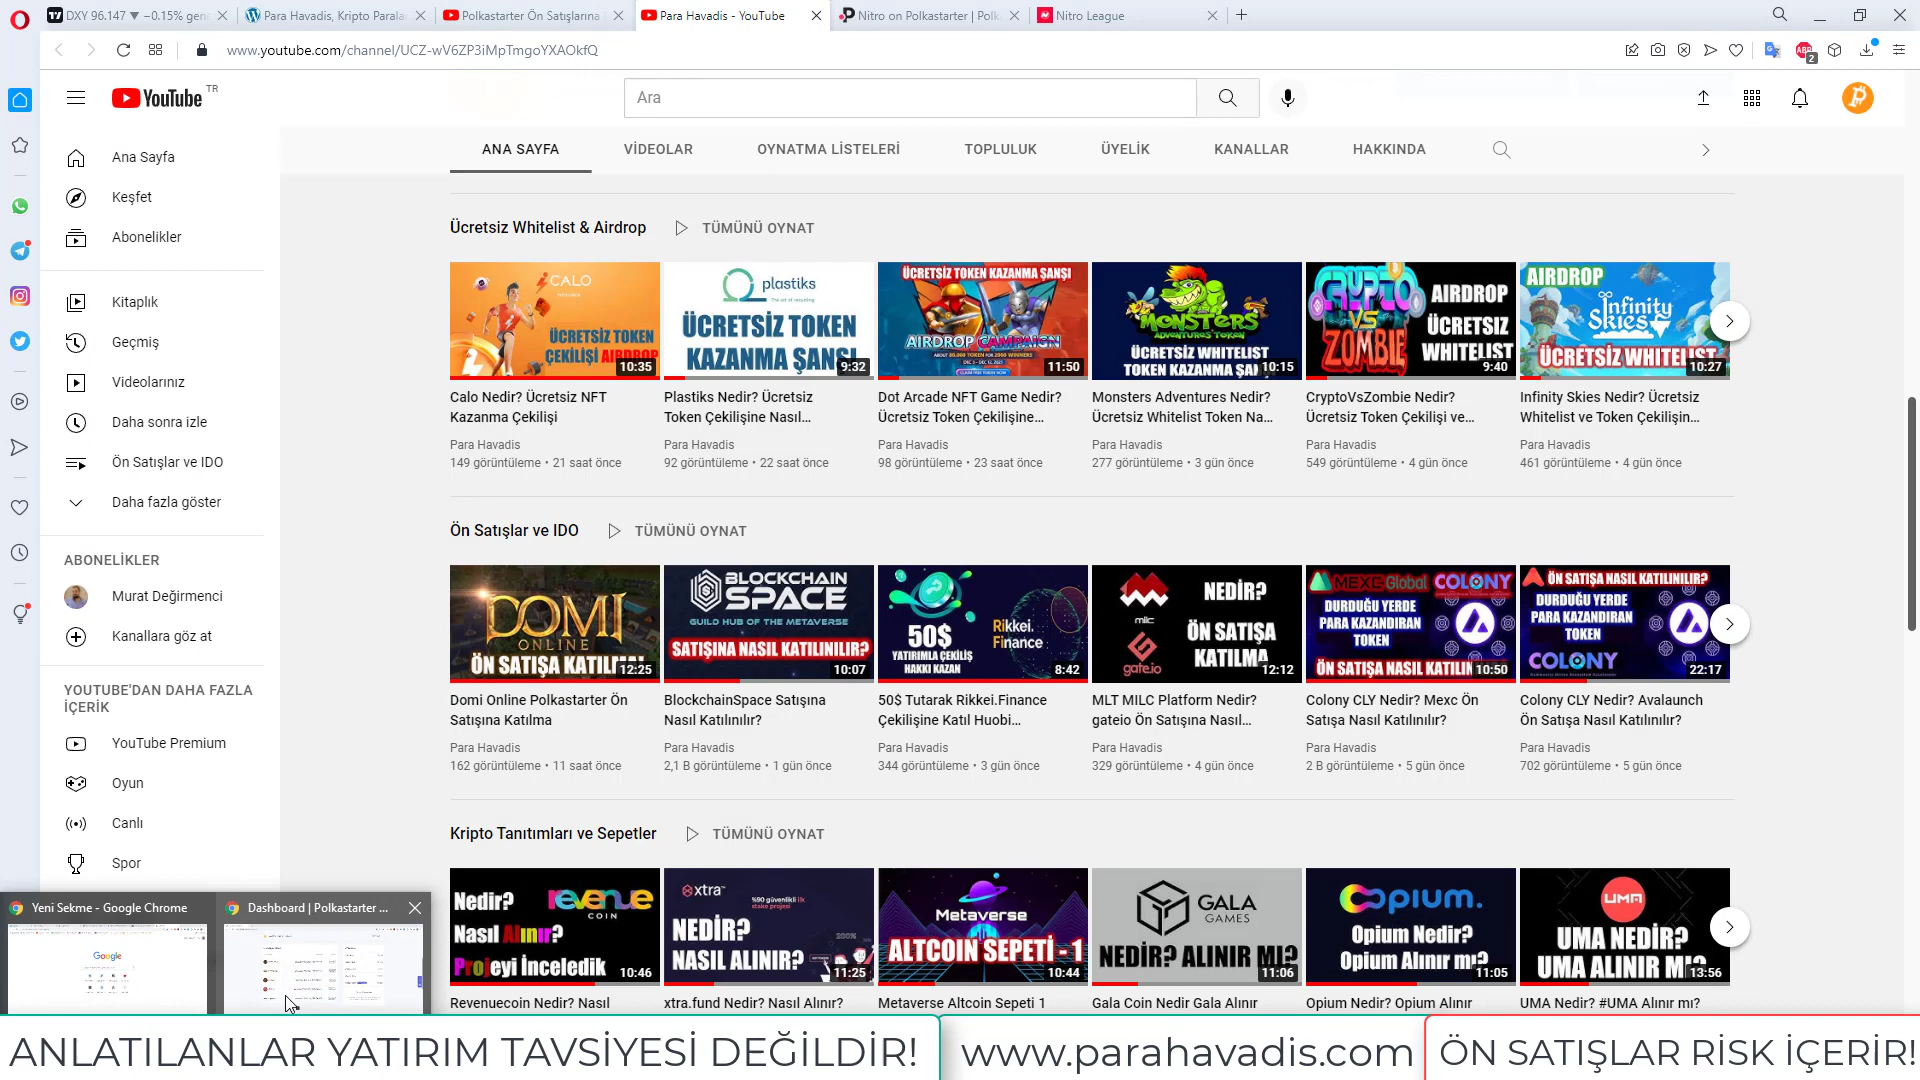 DXY 96.147 ▼ −0.15% gen
Para Havadis, Kripto Parala
Polkastarter Ön Satışlarına
Para Havadis - YouTube
Nitro on Polkastarter | Polk
Nitro League
www.youtube.com/channel/UCZ-wV6ZP3iMpTmgoYXAOkfQ
2
YouTube TR
Ara
ANA SAYFA
VİDEOLAR
OYNATMA LİSTELERİ
TOPLULUK
ÜYELİK
KANALLAR
HAKKINDA
Ana Sayfa
Keşfet
Abonelikler
Kitaplık
Geçmiş
Videolarınız
Daha sonra izle
Ön Satışlar ve IDO
Daha fazla göster
ABONELİKLER
Murat Değirmenci
Kanallara göz at
YOUTUBE'DAN DAHA FAZLA
İÇERİK
YouTube Premium
Oyun
Canlı
Spor
Ücretsiz Whitelist & Airdrop
TÜMÜNÜ OYNAT
CALO
ÜCRETSİZ TOKEN
ÇEKİLİŞİ AIRDROP
10:35
plastiks
The art of recycling
ÜCRETSİZ TOKEN
KAZANMA ŞANSI
9:32
ÜCRETSİZ TOKEN KAZANMA ŞANSI
AIRDROP CAMPAIGN
11:50
MONSTERS
ADVENTURES TOKEN
ÜCRETSİZ WHITELIST
TOKEN KAZANMA ŞA
10:15
CRYPTO
VS
ZOMBIE
AIRDROP
ÜCRETSİZ
WHITELIST
9:40
AIRDROP
Infinity
Skies
ÜCRETSİZ WHITELIST
10:27
Calo Nedir? Ücretsiz NFT
Kazanma Çekilişi
Para Havadis
149 görüntüleme • 21 saat önce
Plastiks Nedir? Ücretsiz
Token Çekilişine Nasıl...
Para Havadis
92 görüntüleme • 22 saat önce
Dot Arcade NFT Game Nedir?
Ücretsiz Token Çekilişine...
Para Havadis
98 görüntüleme • 23 saat önce
Monsters Adventures Nedir?
Ücretsiz Whitelist Token Na...
Para Havadis
277 görüntüleme • 3 gün önce
CryptoVsZombie Nedir?
Ücretsiz Token Çekilişi ve...
Para Havadis
549 görüntüleme • 4 gün önce
Infinity Skies Nedir? Ücretsiz
Whitelist ve Token Çekilişin...
Para Havadis
461 görüntüleme • 4 gün önce
Ön Satışlar ve IDO
TÜMÜNÜ OYNAT
DOMI
ONLINE
ÖN SATIŞA KATILMA
12:25
BLOCKCHAIN
SPACE
GUILD HUB OF THE METAVERSE
SATIŞINA NASIL KATILINILIR?
10:07
50$
YATIRIMLA ÇEKİLİŞ
HAKKI KAZAN
Rikkei.
Finance
8:42
milc
gate.io
NEDİR?
ÖN SATIŞA
KATILMA
12:12
MEXC Global
COLONY
DURDUĞU YERDE
PARA KAZANDIRAN
TOKEN
ÖN SATIŞA NASIL KATILIN
10:50
ÖN SATIŞA NASIL KATILINILIR?
DURDUĞU YERDE
PARA KAZANDIRAN
TOKEN
COLONY
22:17
Domi Online Polkastarter Ön
Satışına Katılma
Para Havadis
162 görüntüleme • 11 saat önce
BlockchainSpace Satışına
Nasıl Katılınılır?
Para Havadis
2,1 B görüntüleme • 1 gün önce
50$ Tutarak Rikkei.Finance
Çekilişine Katıl Huobi...
Para Havadis
344 görüntüleme • 3 gün önce
MLT MILC Platform Nedir?
gateio Ön Satışına Nasıl...
Para Havadis
329 görüntüleme • 4 gün önce
Colony CLY Nedir? Mexc Ön
Satışa Nasıl Katılınılır?
Para Havadis
2 B görüntüleme • 5 gün önce
Colony CLY Nedir? Avalaunch
Ön Satışa Nasıl Katılınılır?
Para Havadis
702 görüntüleme • 5 gün önce
Kripto Tanıtımları ve Sepetler
TÜMÜNÜ OYNAT
Nedir?
revenue
COIN
Nasıl Alınır?
Projeyi İnceledik
10:46
xtra
%90 güvenlikli ilk
stake projesi
NEDİR?
NASIL ALINIR?
200%
11:25
Metaverse
ALTCOIN SEPETİ - 1
10:44
GALA
GAMES
NEDİR? ALINIR MI?
11:06
Opium.
Opium Nedir?
Opium Alınır mı?
11:05
UMA
UMA NEDİR?
UMA ALINIR MI?
13:56
Revenuecoin Nedir? Nasıl
xtra.fund Nedir? Nasıl Alınır?
Metaverse Altcoin Sepeti 1
Gala Coin Nedir Gala Alınır
Opium Nedir? Opium Alınır
UMA Nedir? #UMA Alınır mı?
Yeni Sekme - Google Chrome
Google
Dashboard | Polkastarter ...
ANLATILANLAR YATIRIM TAVSİYESİ DEĞİLDİR!
www.parahavadis.com
ÖN SATIŞLAR RİSK İÇERİR!